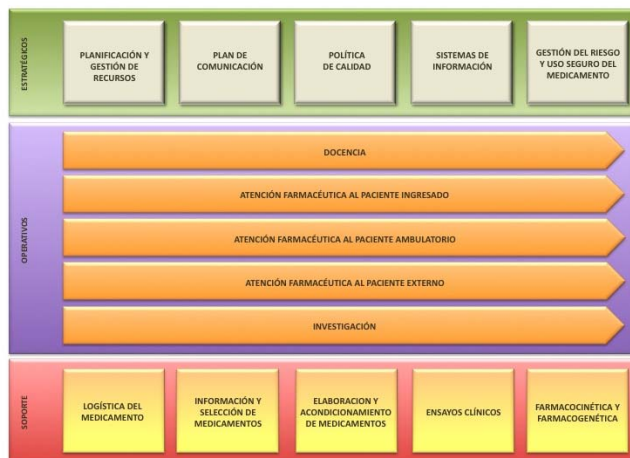 ESTRATÉGICOS
PLANIFICACIÓN Y
GESTIÓN DE
RECURSOS
PLAN DE
COMUNICACIÓN
POLÍTICA
DE CALIDAD
SISTEMAS DE
INFORMACIÓN
GESTIÓN DEL RIESGO
Y USO SEGURO DEL
MEDICAMENTO
OPERATIVOS
DOCENCIA
ATENCIÓN FARMACÉUTICA AL PACIENTE INGRESADO
ATENCIÓN FARMACÉUTICA AL PACIENTE AMBULATORIO
ATENCIÓN FARMACÉUTICA AL PACIENTE EXTERNO
INVESTIGACIÓN
SOPORTE
LOGÍSTICA DEL
MEDICAMENTO
INFORMACIÓN Y
SELECCIÓN DE
MEDICAMENTOS
ELABORACION Y
ACONDICIONAMIENTO
DE MEDICAMENTOS
ENSAYOS CLÍNICOS
FARMACOCINÉTICA Y
FARMACOGENÉTICA